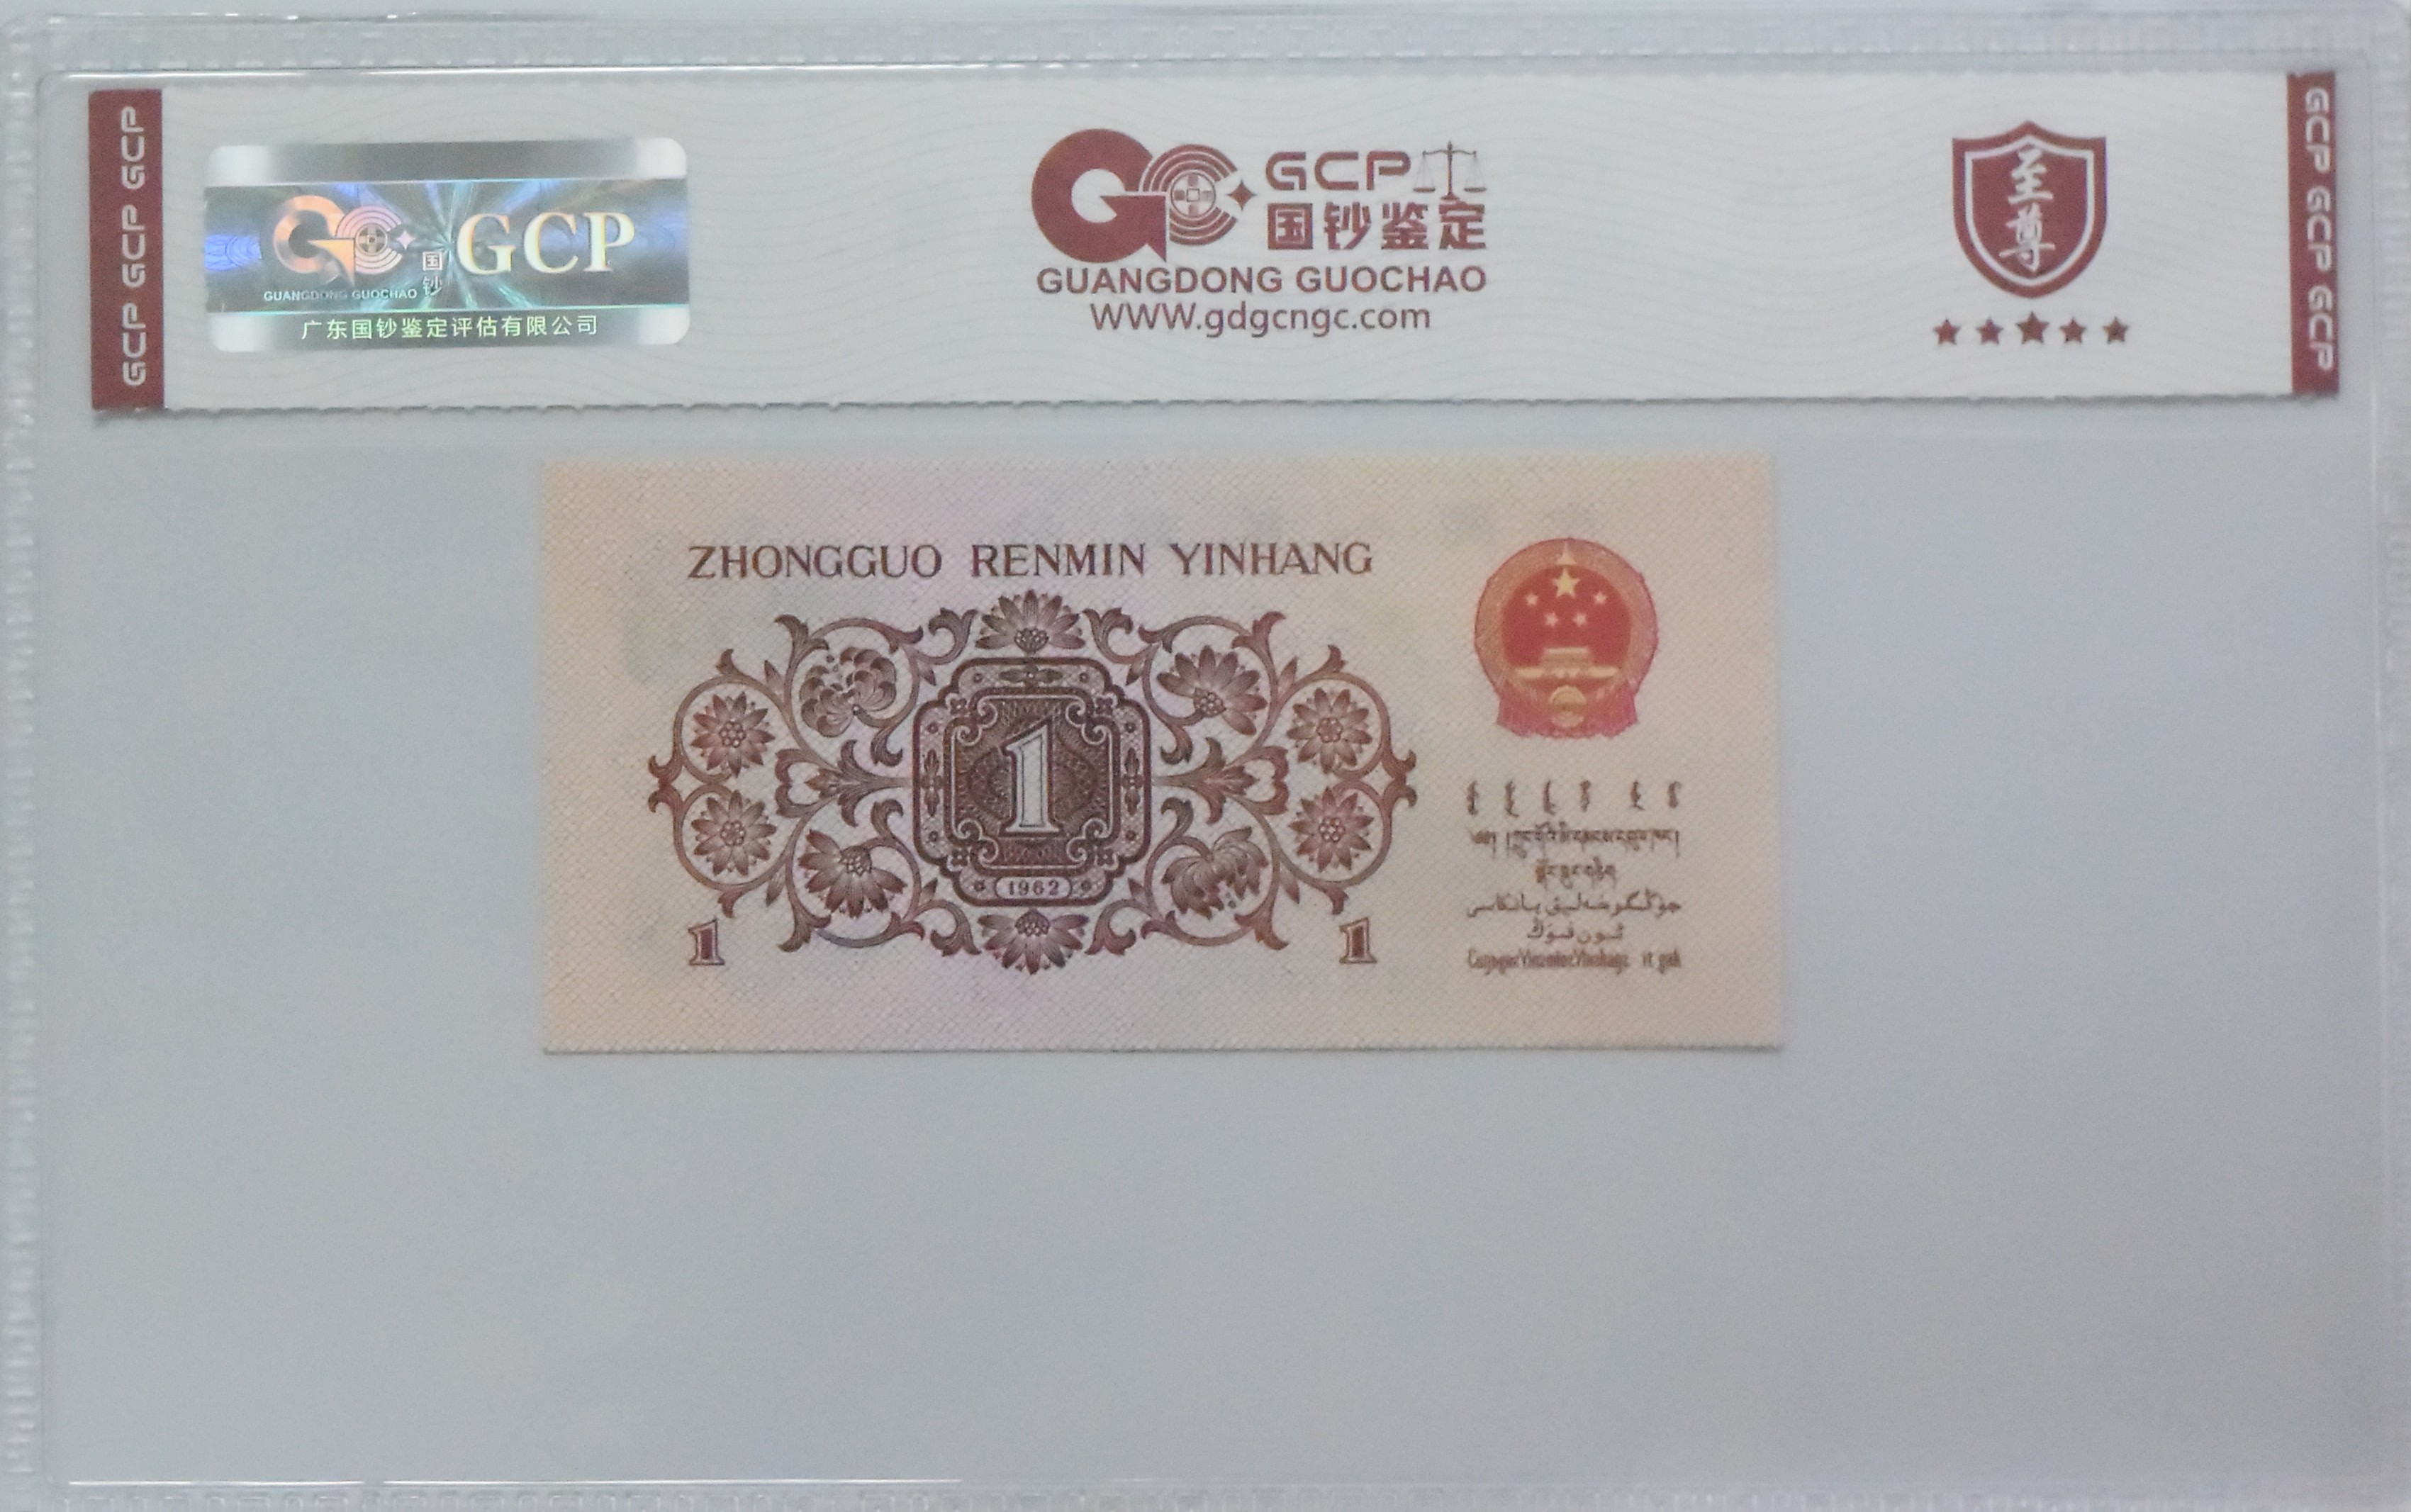 GCP GCP GCP
国钞
GCP
GUANGDONG GUOCHAO
广东国钞鉴定评估有限公司
GCP
国钞鉴定
GUANGDONG GUOCHAO
WWW.gdgcngc.com
至尊
GCP GCP GCP
ZHONGGUO RENMIN YINHANG
1
1962
1 1